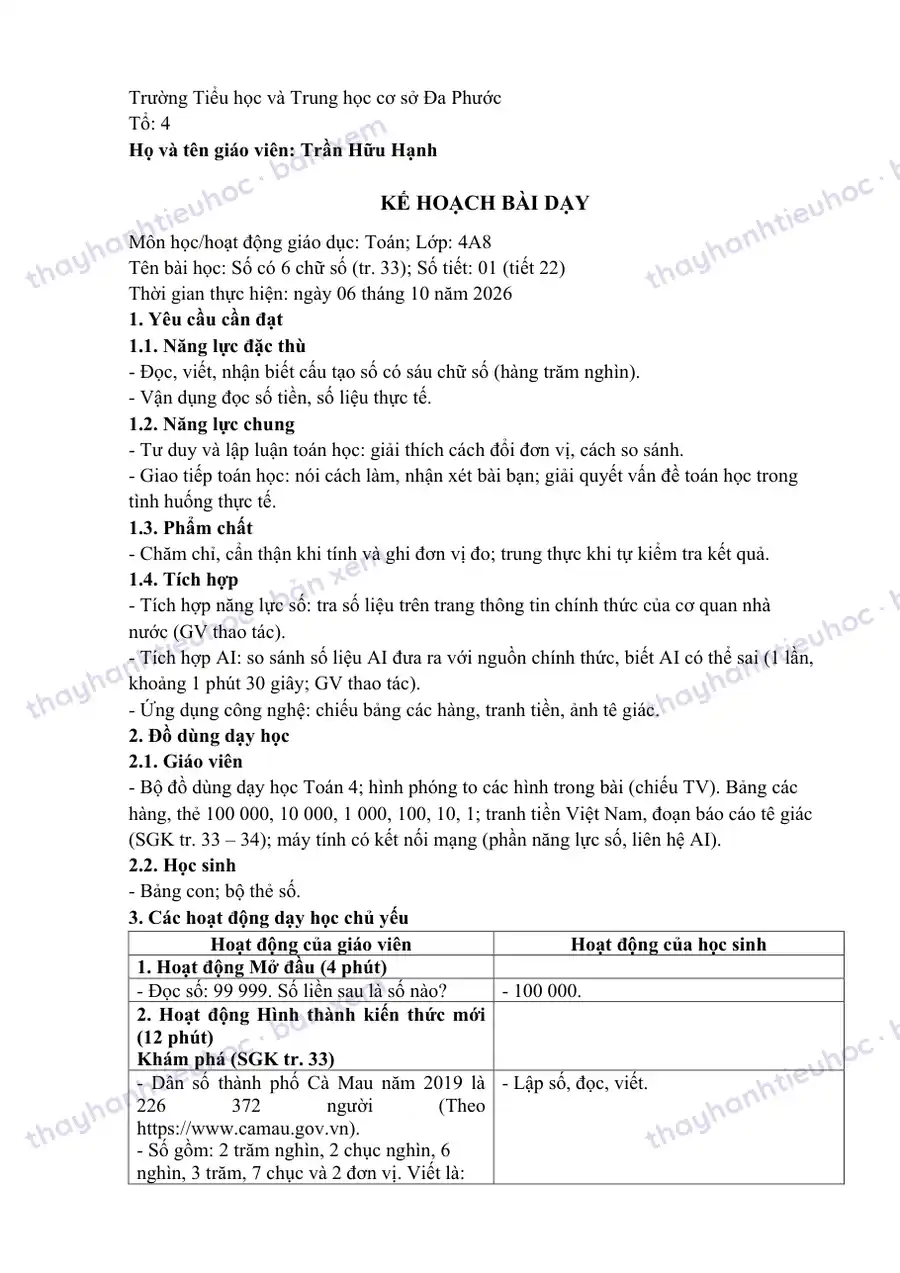 Trường Tiểu học và Trung học cơ sở Đa Phước
Tổ: 4
Họ và tên giáo viên: Trần Hữu Hạnh
KẾ HOẠCH BÀI DẠY
Môn học/hoạt động giáo dục: Toán; Lớp: 4A8
Tên bài học: Số có 6 chữ số (tr. 33); Số tiết: 01 (tiết 22)
Thời gian thực hiện: ngày 06 tháng 10 năm 2026
1. Yêu cầu cần đạt
1.1. Năng lực đặc thù
- Đọc, viết, nhận biết cấu tạo số có sáu chữ số (hàng trăm nghìn).
- Vận dụng đọc số tiền, số liệu thực tế.
1.2. Năng lực chung
- Tư duy và lập luận toán học: giải thích cách đổi đơn vị, cách so sánh.
- Giao tiếp toán học: nói cách làm, nhận xét bài bạn; giải quyết vấn đề toán học trong
tình huống thực tế.
1.3. Phẩm chất
- Chăm chỉ, cẩn thận khi tính và ghi đơn vị đo; trung thực khi tự kiểm tra kết quả.
1.4. Tích hợp
- Tích hợp năng lực số: tra số liệu trên trang thông tin chính thức của cơ quan nhà
nước (GV thao tác).
- Tích hợp AI: so sánh số liệu AI đưa ra với nguồn chính thức, biết AI có thể sai (1 lần,
khoảng 1 phút 30 giây; GV thao tác).
- Ứng dụng công nghệ: chiếu bảng các hàng, tranh tiền, ảnh tê giác.
2. Đồ dùng dạy học
2.1. Giáo viên
- Bộ đồ dùng dạy học Toán 4; hình phóng to các hình trong bài (chiếu TV). Bảng các
hàng, thẻ 100 000, 10 000, 1 000, 100, 10, 1; tranh tiền Việt Nam, đoạn báo cáo tê giác
(SGK tr. 33 – 34); máy tính có kết nối mạng (phần năng lực số, liên hệ AI).
2.2. Học sinh
- Bảng con; bộ thẻ số.
3. Các hoạt động dạy học chủ yếu
Hoạt động của giáo viên
Hoạt động của học sinh
1. Hoạt động Mở đầu (4 phút)
- Đọc số: 99 999. Số liền sau là số nào?
- 100 000.
2. Hoạt động Hình thành kiến thức mới
(12 phút)
Khám phá (SGK tr. 33)
- Dân số thành phố Cà Mau năm 2019 là
226 372 người (Theo
https://www.camau.gov.vn).
- Số gồm: 2 trăm nghìn, 2 chục nghìn, 6
nghìn, 3 trăm, 7 chục và 2 đơn vị. Viết là:
- Lập số, đọc, viết.
thayhanhtieuhoc · bản xem
thayhanhtieuhoc · b
thayhanhtieuhoc · bản xem
thayhanhtieuhoc · b
thayhanhtieuhoc · bản xem
thayhanhtieuhoc · b